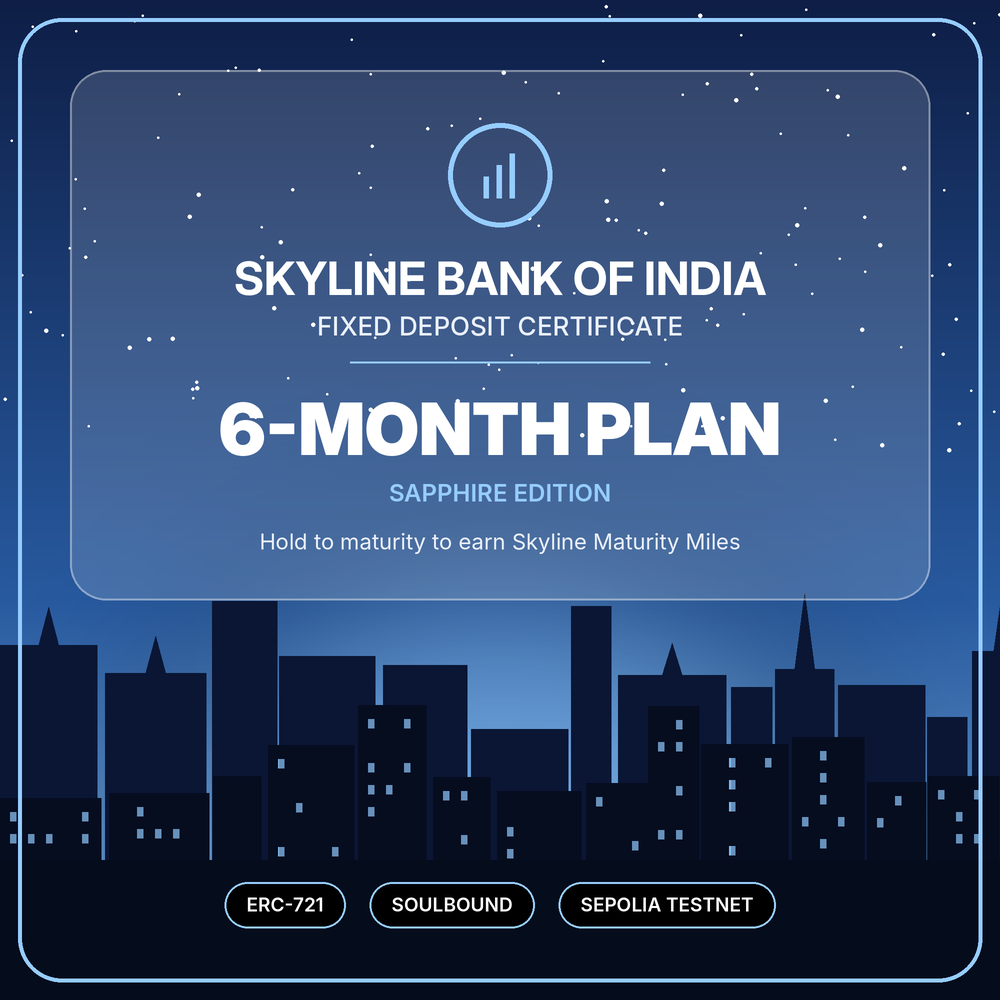 SKYLINE BANK OF INDIA
FIXED DEPOSIT CERTIFICATE
6-MONTH PLAN
SAPPHIRE EDITION
Hold to maturity to earn Skyline Maturity Miles
ERC-721 SOULBOUND SEPOLIA TESTNET